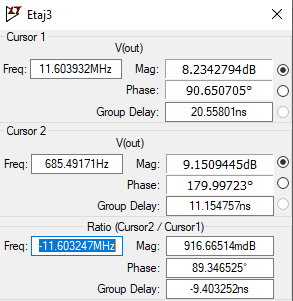 Etaj3
Cursor 1
V(out)
Freq: 11.603932MHz Mag: 8.2342794dB
Phase: 90.650705°
Group Delay: 20.55801ns
Cursor 2
V(out)
Freq: 685.49171Hz Mag: 9.1509445dB
Phase: 179.99723°
Group Delay: 11.154757ns
Ratio (Cursor2 / Cursor1)
Freq: -11.603247MHz Mag: 916.66514mdB
Phase: 89.346525°
Group Delay: -9.403252ns